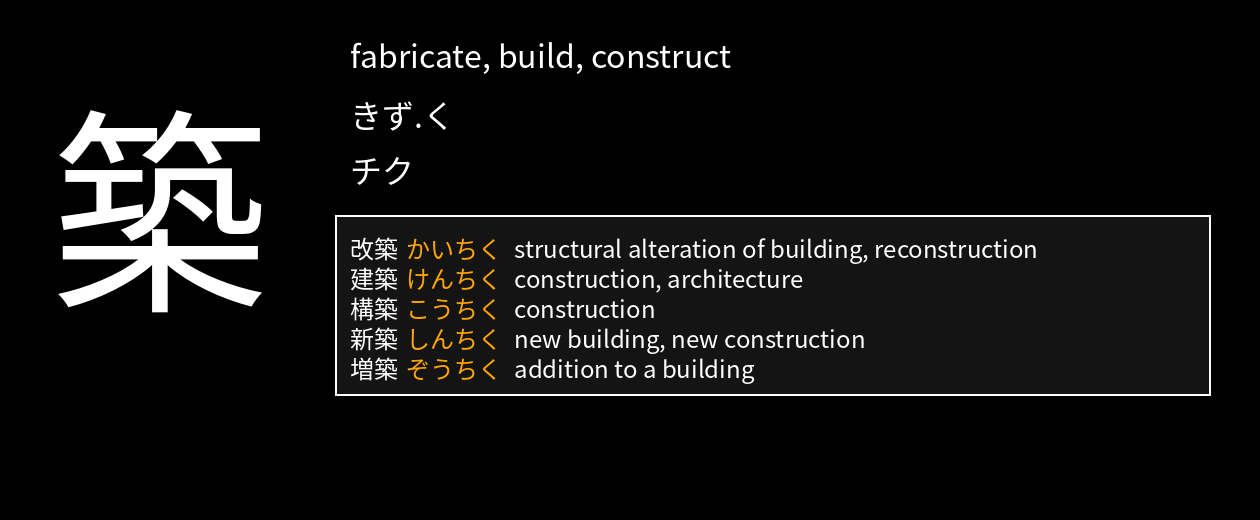 築
fabricate, build, construct
きず.く
チク
改築 かいちく structural alteration of building, reconstruction
建築 けんちく construction, architecture
構築 こうちく construction
新築 しんちく new building, new construction
増築 ぞうちく addition to a building